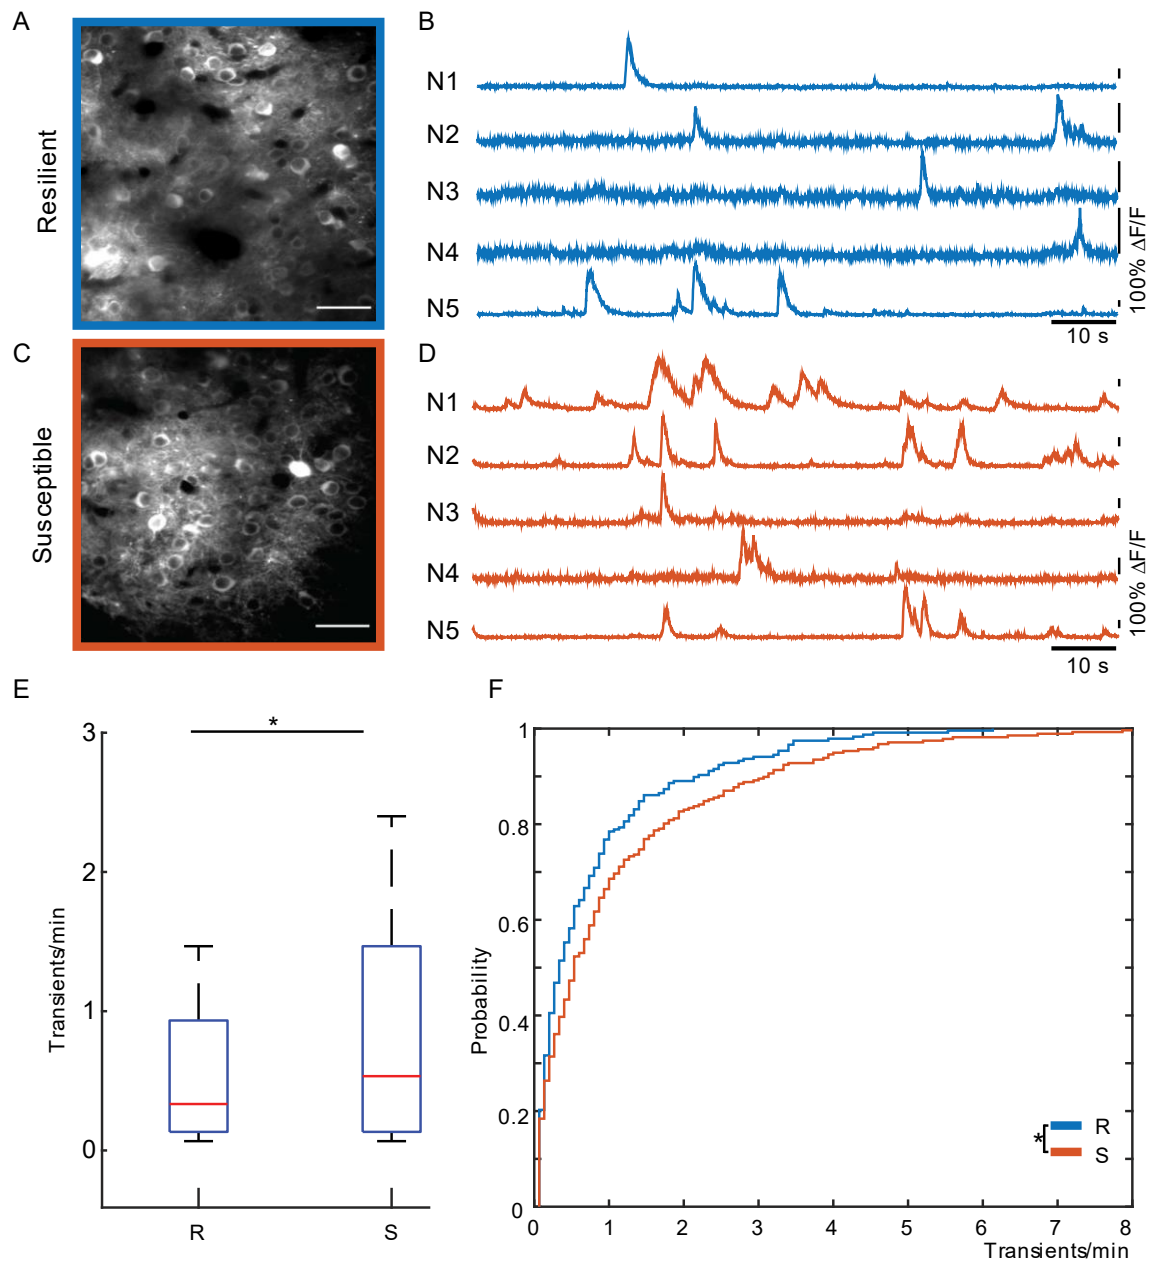 A
Resilient
B
N1
N2
N3
N4
N5
100% ΔF/F
10 s
C
Susceptible
D
N1
N2
N3
N4
N5
100% ΔF/F
10 s
E
*
3
2
1
0
Transients/min
R
S
F
1
0.8
0.6
0.4
0.2
0
Probability
0 1 2 3 4 5 6 7 8
Transients/min
* R
S